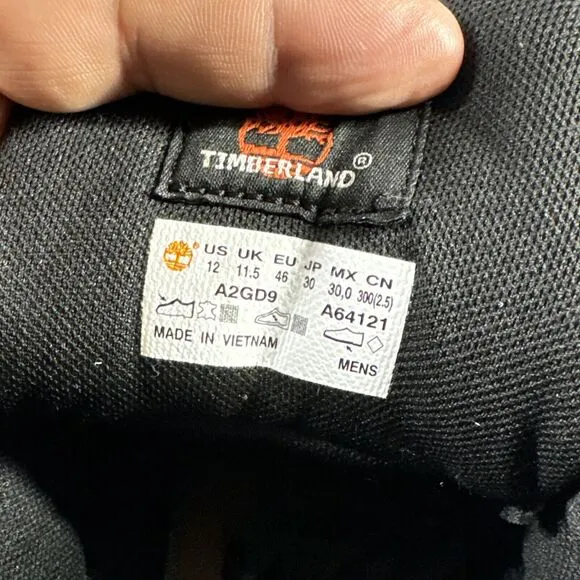 TIMBERLAND®
US UK EU JP MX CN
12 11.5 46 30 30,0 300(2.5)
A2GD9 A64121
MADE IN VIETNAM
MENS